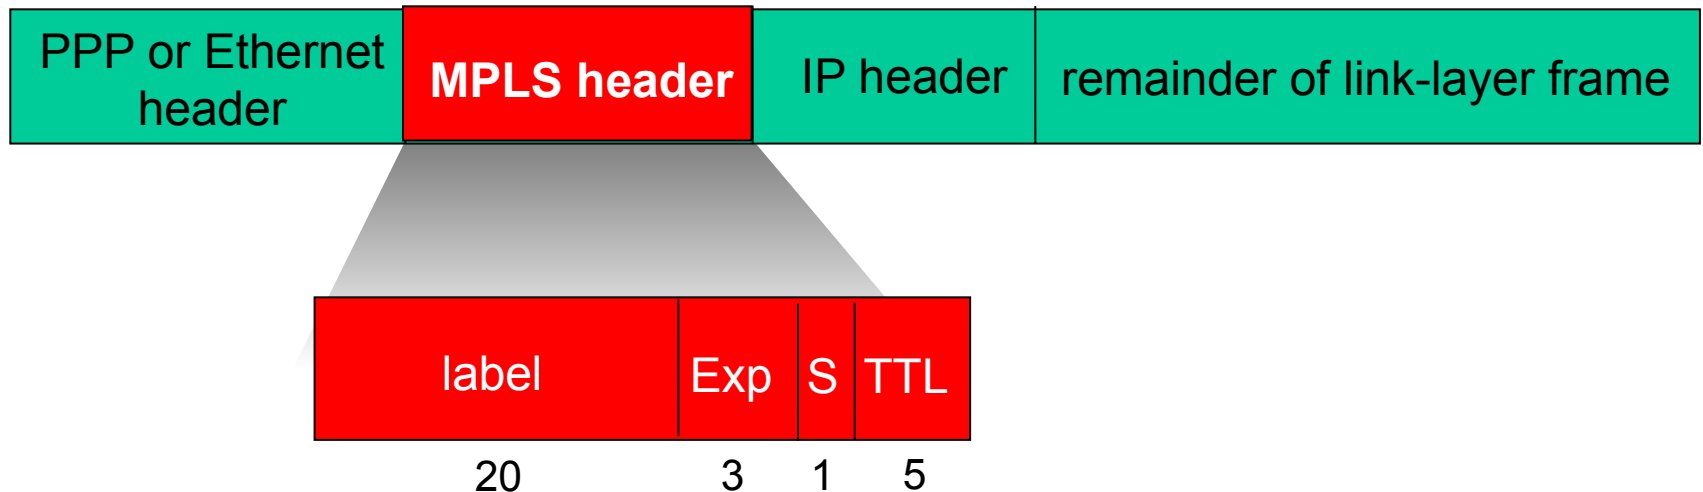 PPP or Ethernet
header
MPLS header
IP header
remainder of link-layer frame
label
Exp
S
TTL
20
3
1
5